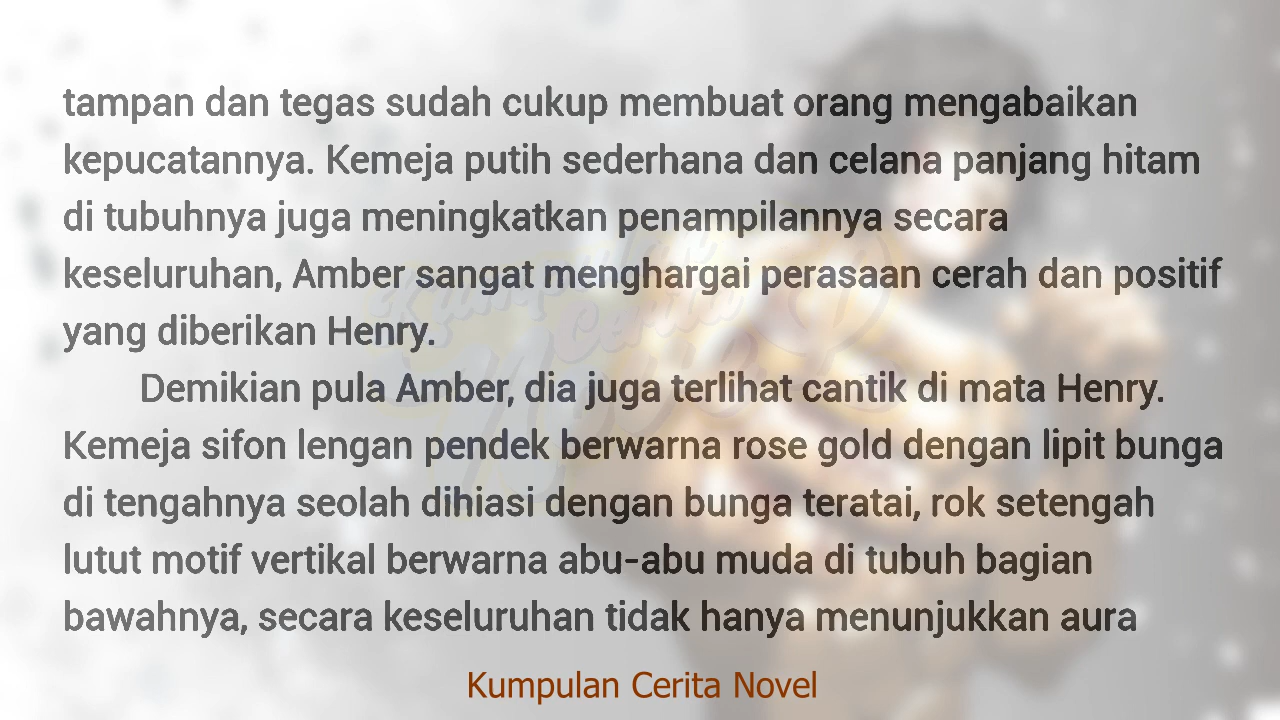 tampan dan tegas sudah cukup membuat orang mengabaikan
kepucatannya. Kemeja putih sederhana dan celana panjang hitam
di tubuhnya juga meningkatkan penampilannya secara
keseluruhan, Amber sangat menghargai perasaan cerah dan positif
yang diberikan Henry.
Demikian pula Amber, dia juga terlihat cantik di mata Henry.
Kemeja sifon lengan pendek berwarna rose gold dengan lipit bunga
di tengahnya seolah dihiasi dengan bunga teratai, rok setengah
lutut motif vertikal berwarna abu-abu muda di tubuh bagian
bawahnya, secara keseluruhan tidak hanya menunjukkan aura
Kumpulan Cerita Novel